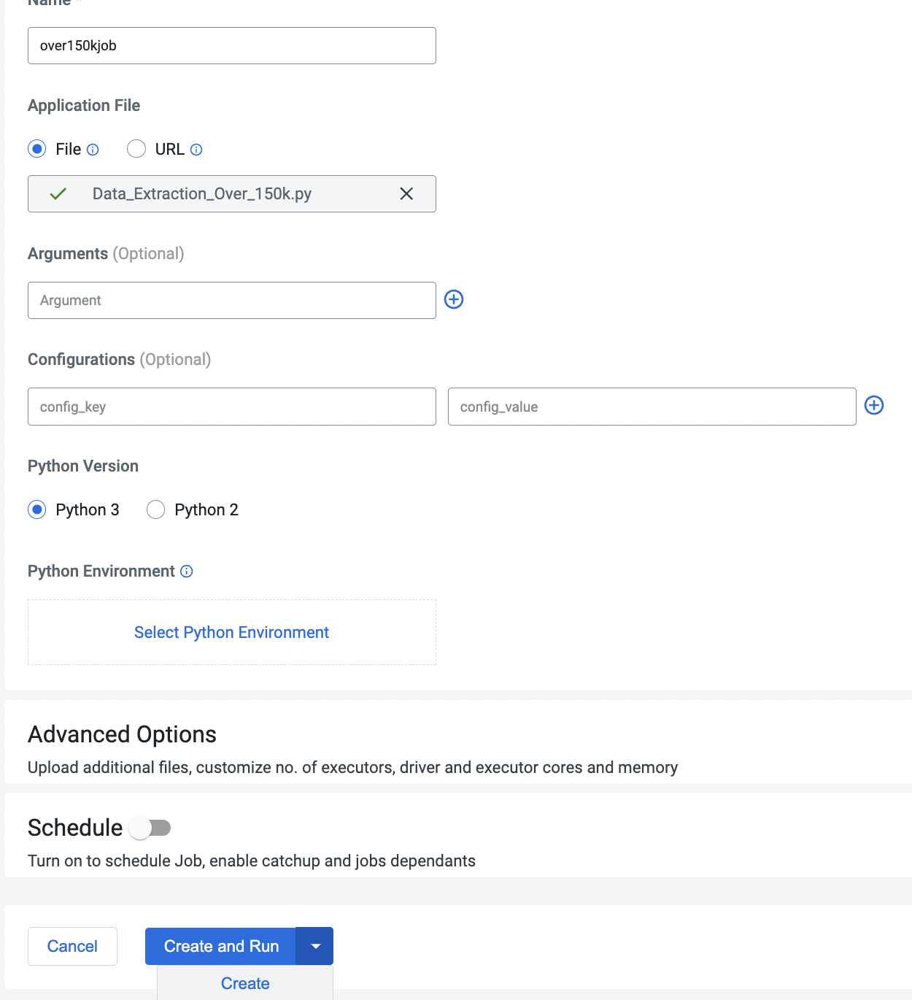 Name *
over150kjob
Application File
File URL
Data_Extraction_Over_150k.py
Arguments (Optional)
Argument
Configurations (Optional)
config_key config_value
Python Version
Python 3 Python 2
Python Environment
Select Python Environment
Advanced Options
Upload additional files, customize no. of executors, driver and executor cores and memory
Schedule
Turn on to schedule Job, enable catchup and jobs dependants
Cancel Create and Run
Create